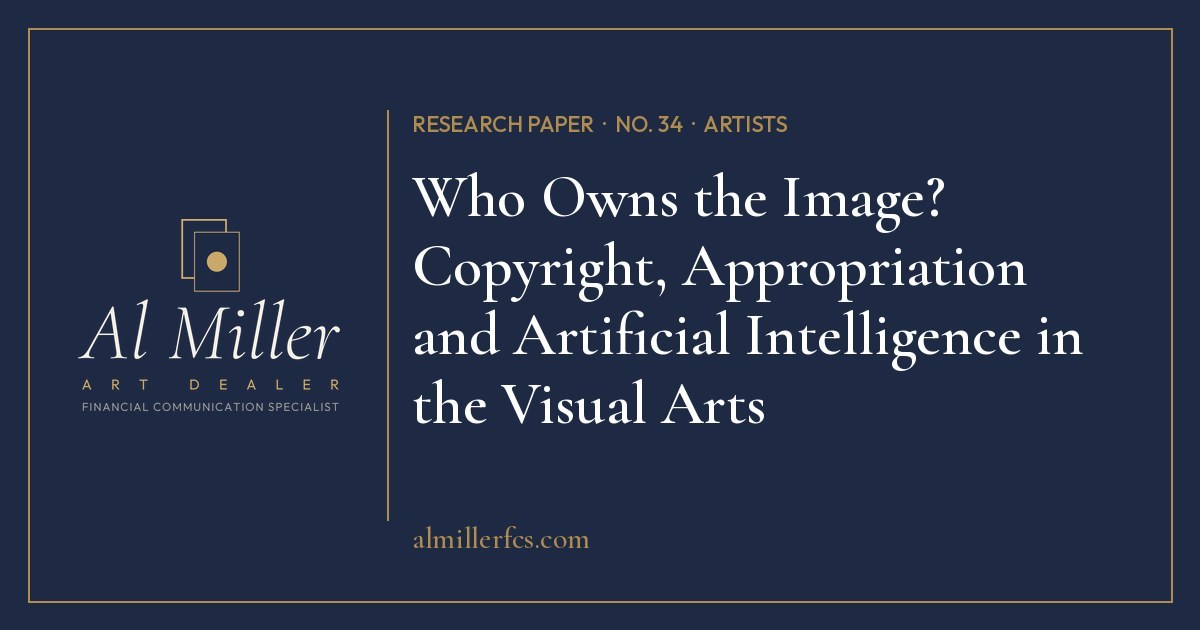 Al Miller
ART DEALER
FINANCIAL COMMUNICATION SPECIALIST
RESEARCH PAPER · NO. 34 · ARTISTS
Who Owns the Image?
Copyright, Appropriation
and Artificial Intelligence in
the Visual Arts
almillerfcs.com